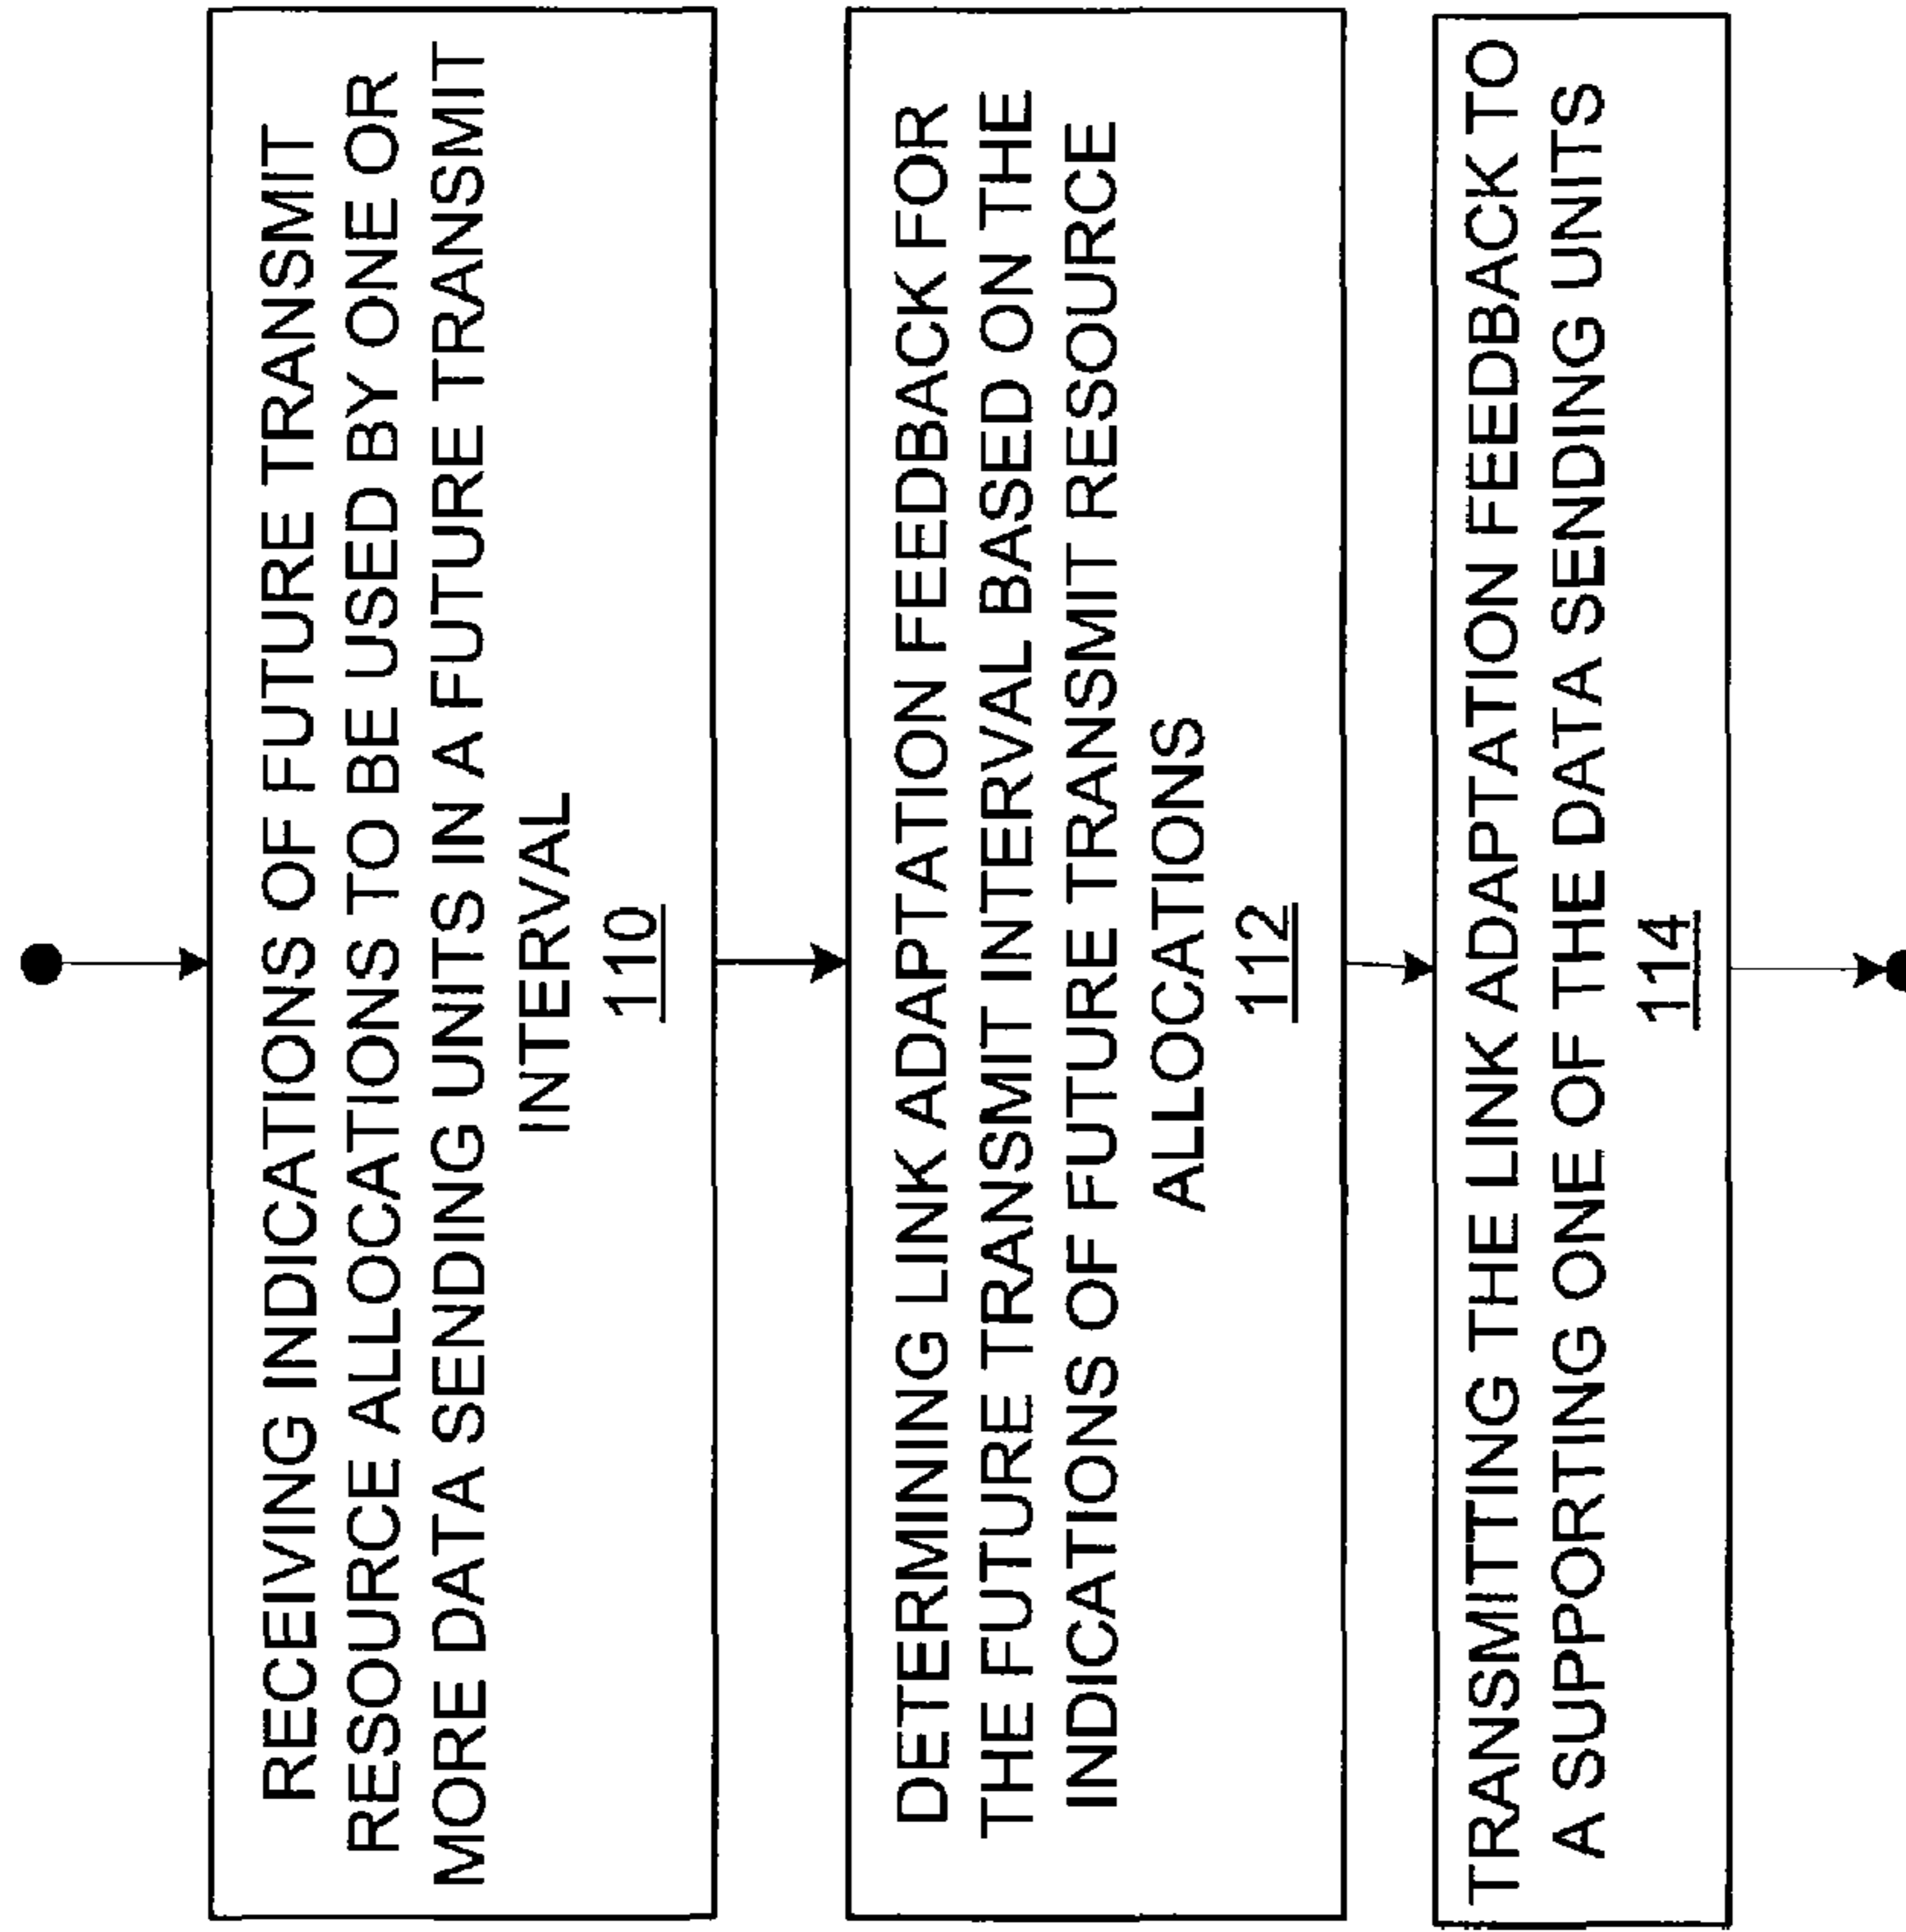 RECEIVING INDICATIONS OF FUTURE TRANSMIT
RESOURCE ALLOCATIONS TO BE USED BY ONE OR
MORE DATA SENDING UNITS IN A FUTURE TRANSMIT
INTERVAL
110
DETERMINING LINK ADAPTATION FEEDBACK FOR
THE FUTURE TRANSMIT INTERVAL BASED ON THE
INDICATIONS OF FUTURE TRANSMIT RESOURCE
ALLOCATIONS
112
TRANSMITTING THE LINK ADAPTATION FEEDBACK TO
A SUPPORTING ONE OF THE DATA SENDING UNITS
114